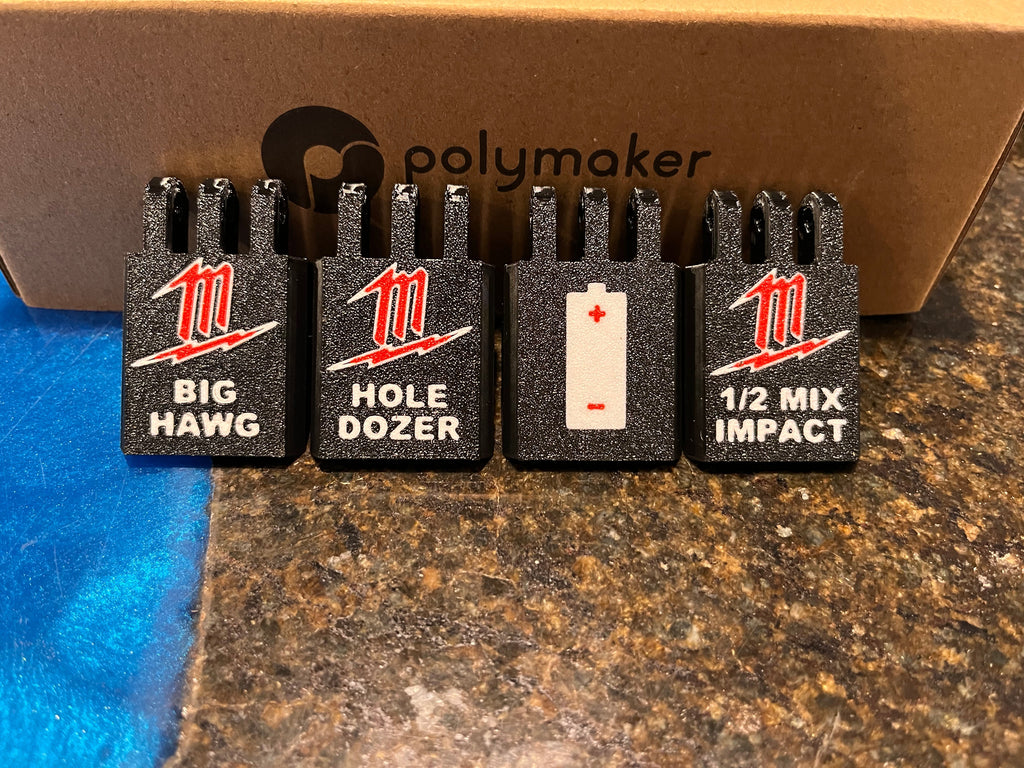 polymaker
M
BIG
HAWG
M
HOLE
DOZER
+
-
M
1/2 MIX
IMPACT